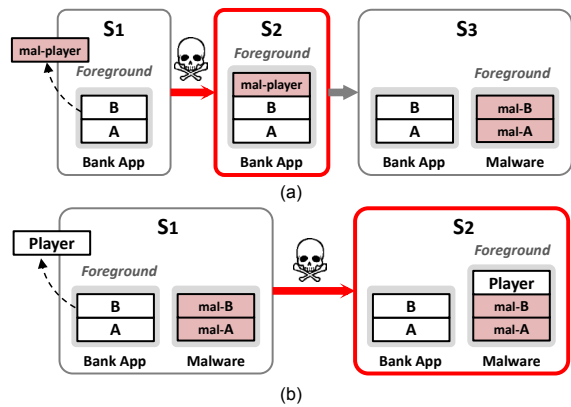 S1
mal-player
Foreground
B
A
Bank App
S2
Foreground
mal-player
B
A
Bank App
S3
Foreground
B
A
Bank App
mal-B
mal-A
Malware
(a)
S1
Player
Foreground
B
A
Bank App
mal-B
mal-A
Malware
S2
Foreground
B
A
Bank App
Player
mal-B
mal-A
Malware
(b)